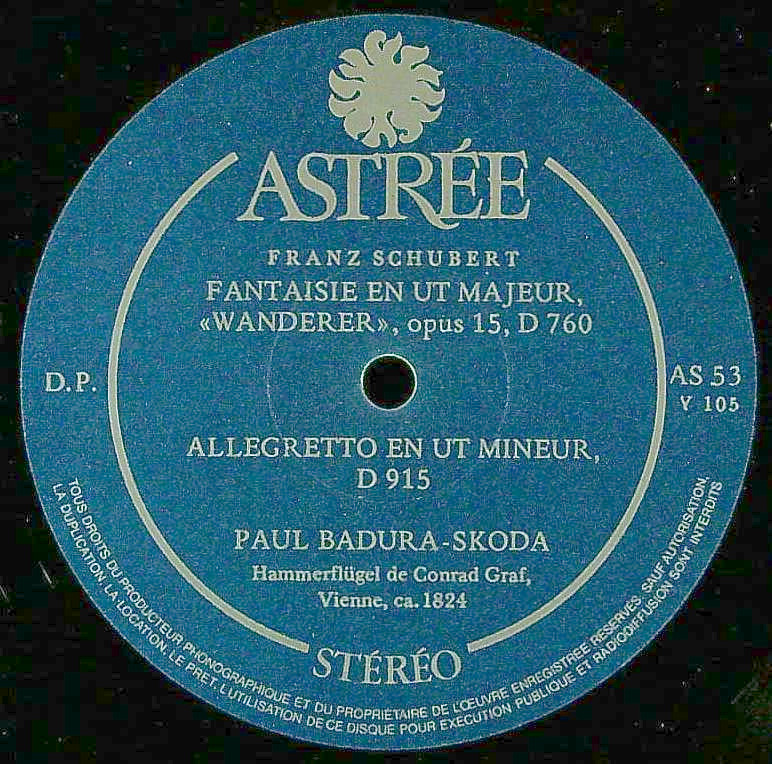 ASTRÉE
FRANZ SCHUBERT
FANTAISIE EN UT MAJEUR,
«WANDERER», opus 15, D 760
D.P.
AS 53
Y 105
ALLEGRETTO EN UT MINEUR,
D 915
PAUL BADURA-SKODA
Hammerflügel de Conrad Graf,
Vienne, ca. 1824
STÉRÉO
TOUS DROITS DU PRODUCTEUR PHONOGRAPHIQUE ET DU PROPRIÉTAIRE DE L'ŒUVRE ENREGISTRÉE RÉSERVÉS. SAUF AUTORISATION,
LA DUPLICATION, LA LOCATION, LE PRET, L'UTILISATION DE CE DISQUE POUR EXECUTION PUBLIQUE ET RADIODIFFUSION SONT INTERDITS